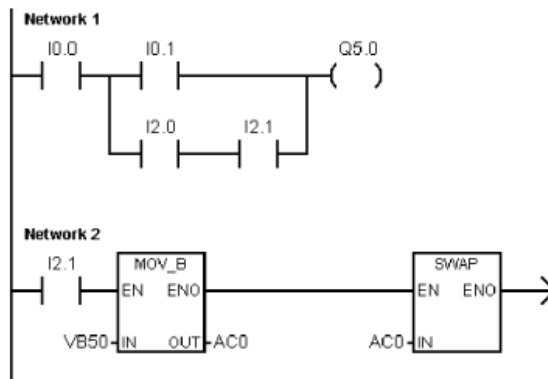 Network 1
I0.0 I0.1 Q5.0
I2.0 I2.1
Network 2
I2.1 MOV_B SWAP
EN ENO EN ENO
VB50 IN OUT AC0 AC0 IN